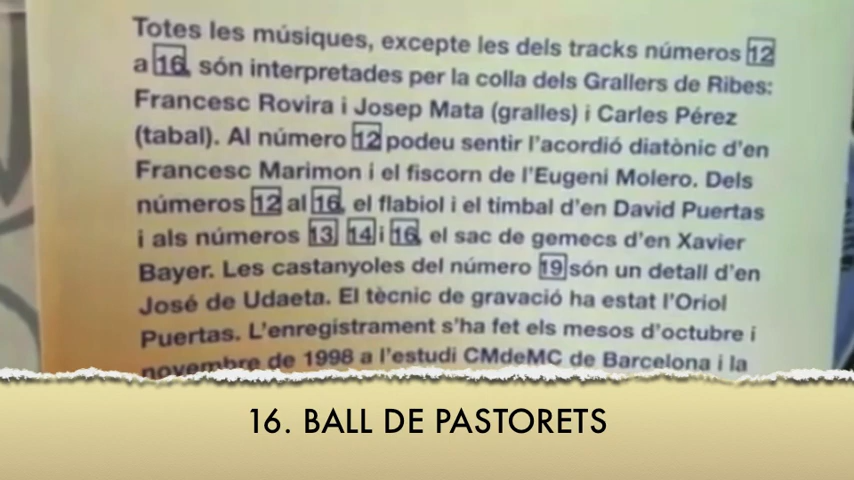 Totes les músiques, excepte les dels tracks números 12
a 16, són interpretades per la colla dels Grallers de Ribes:
Francesc Rovira i Josep Mata (gralles) i Carles Pérez
(tabal). Al número 12 podeu sentir l'acordió diatònic d'en
Francesc Marimon i el fiscorn de l'Eugeni Molero. Dels
números 12 al 16, el flabiol i el timbal d'en David Puertas
i als números 13 14 i 16, el sac de gemecs d'en Xavier
Bayer. Les castanyoles del número 19 són un detall d'en
José de Udaeta. El tècnic de gravació ha estat l'Oriol
Puertas. L'enregistrament s'ha fet els mesos d'octubre i
novembre de 1998 a l'estudi CMdeMC de Barcelona i la
16. BALL DE PASTORETS